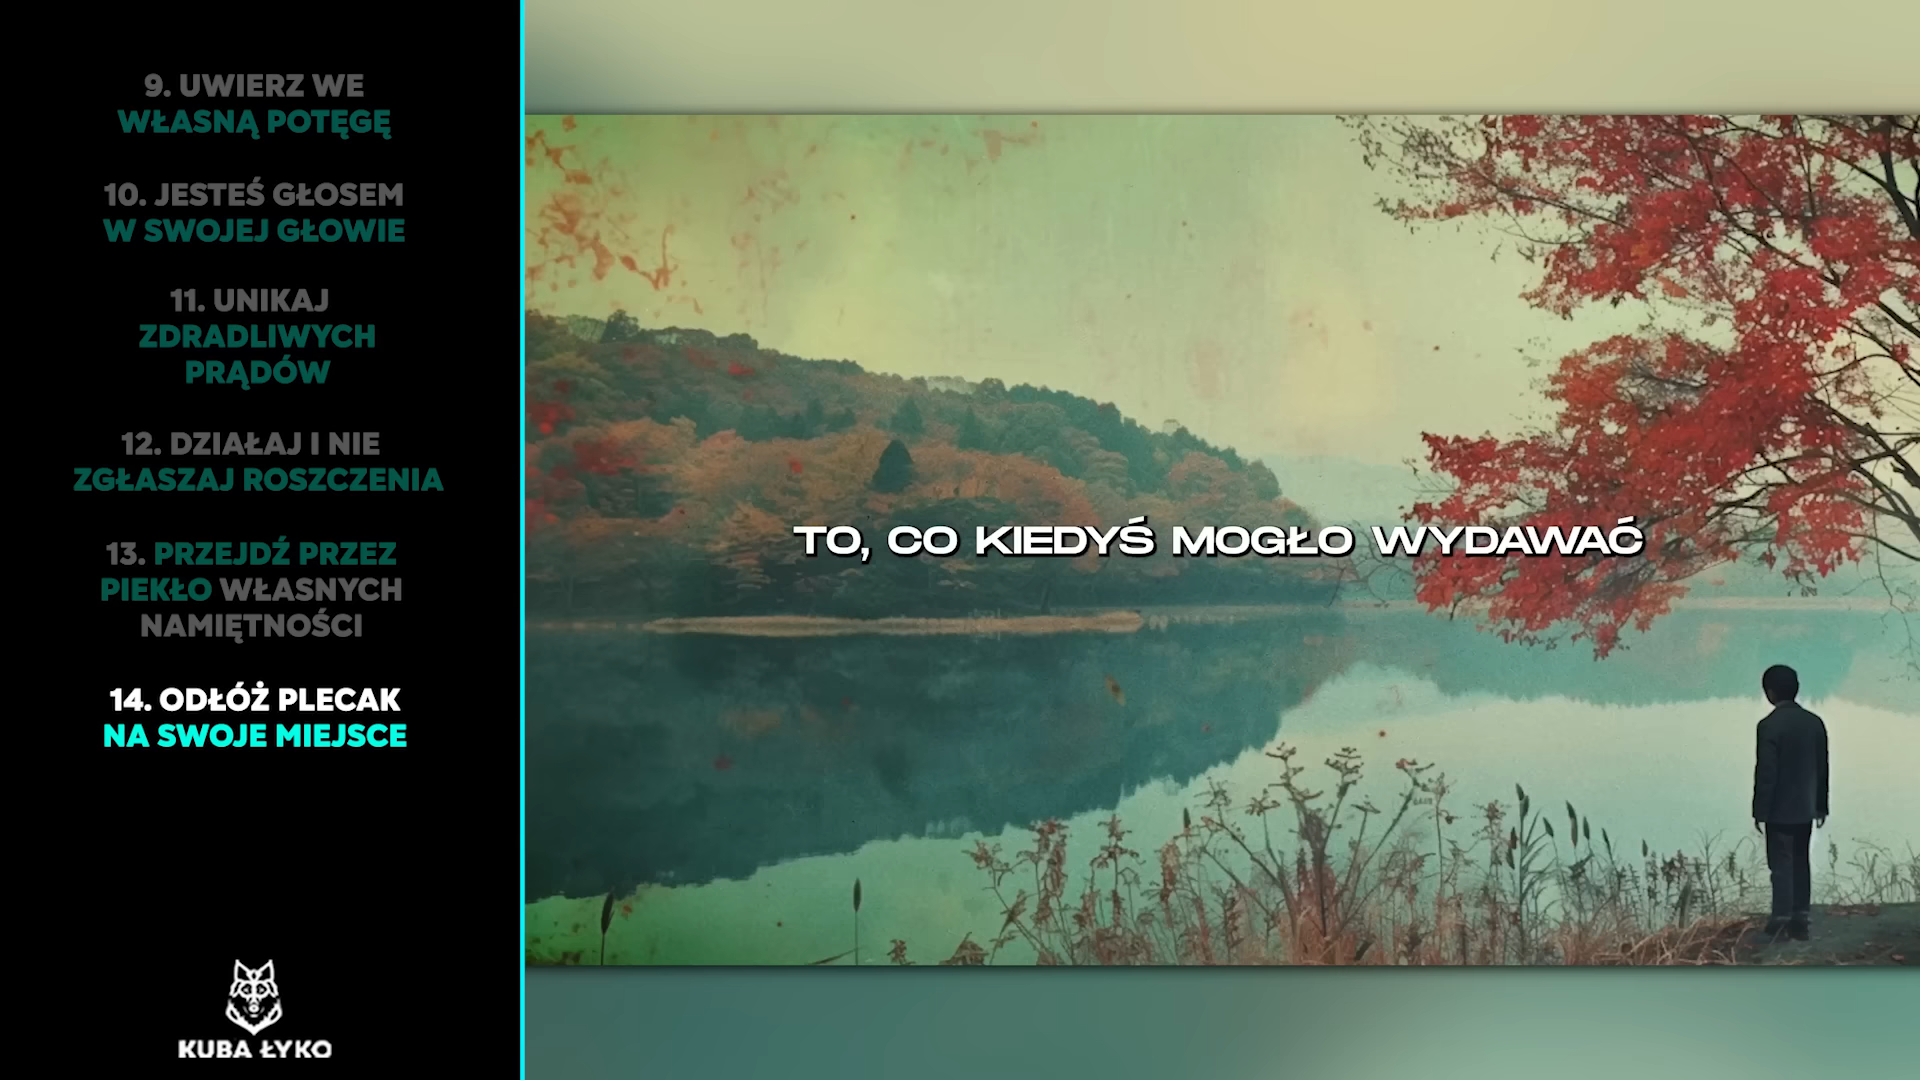 9. UWIERZ WE
WŁASNĄ POTĘGĘ
10. JESTEŚ GŁOSEM
W SWOJEJ GŁOWIE
11. UNIKAJ
ZDRADLIWYCH
PRĄDÓW
12. DZIAŁAJ I NIE
ZGŁASZAJ ROSZCZENIA
13. PRZEJDŹ PRZEZ
PIEKŁO WŁASNYCH
NAMIĘTNOŚCI
14. ODŁÓŻ PLECAK
NA SWOJE MIEJSCE
KUBA ŁYKO
TO, CO KIEDYŚ MOGŁO WYDAWAĆ